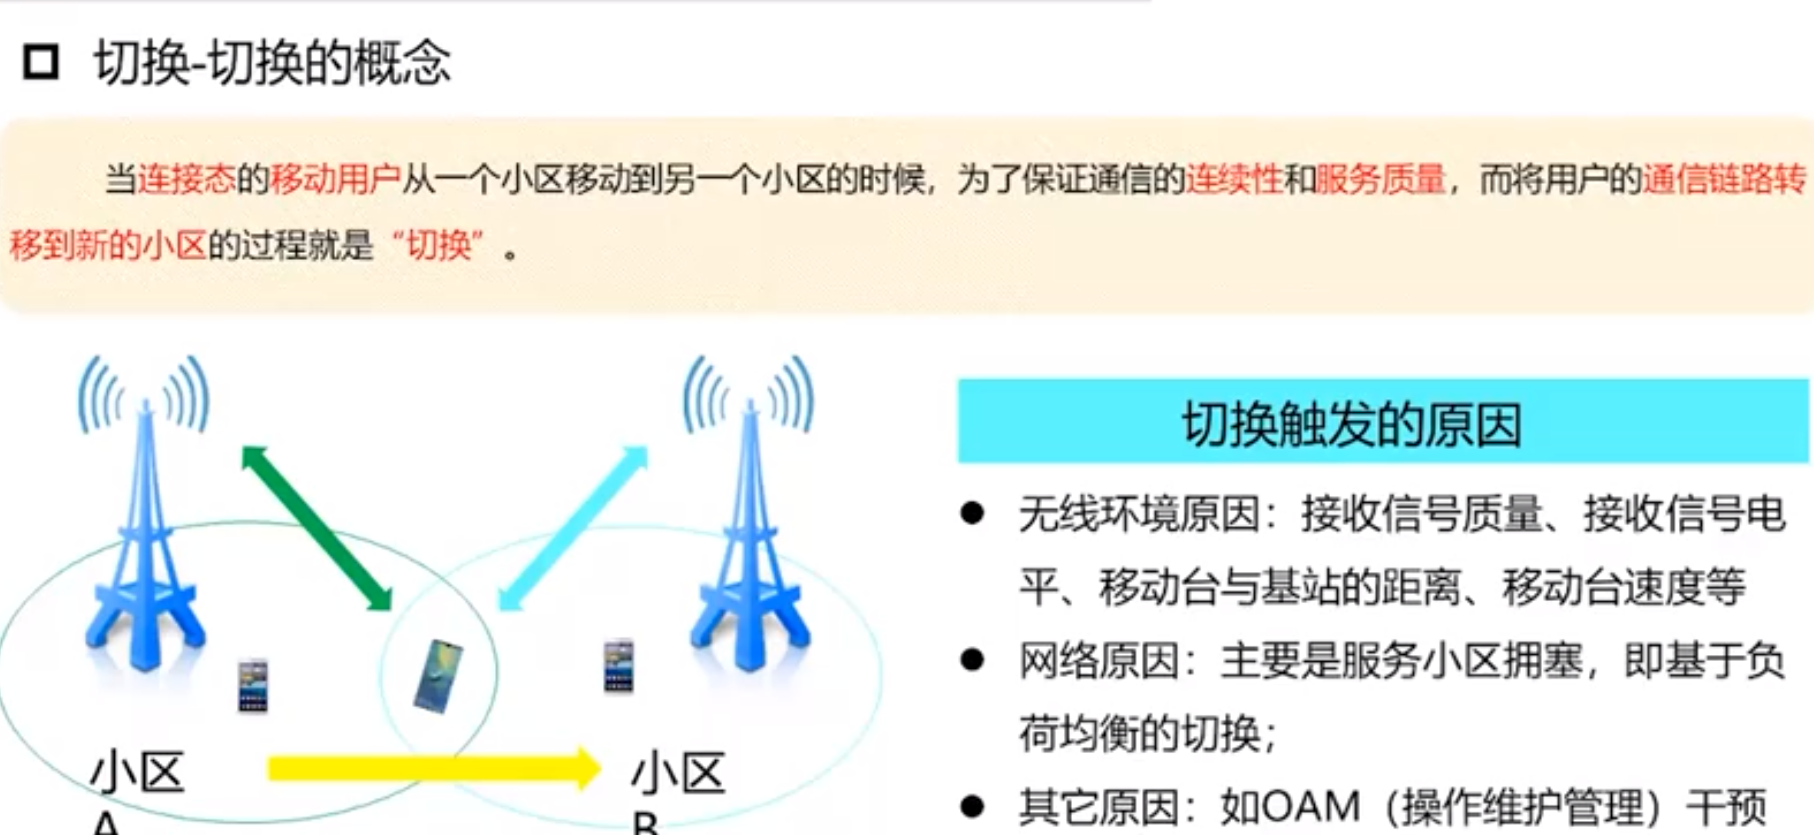 切换-切换的概念
当连接态的移动用户从一个小区移动到另一个小区的时候，为了保证通信的连续性和服务质量，而将用户的通信链路转
移到新的小区的过程就是“切换”。
切换触发的原因
● 无线环境原因：接收信号质量、接收信号电
平、移动台与基站的距离、移动台速度等
● 网络原因：主要是服务小区拥塞，即基于负
荷均衡的切换；
● 其它原因：如OAM（操作维护管理）干预
小区
A
小区
B